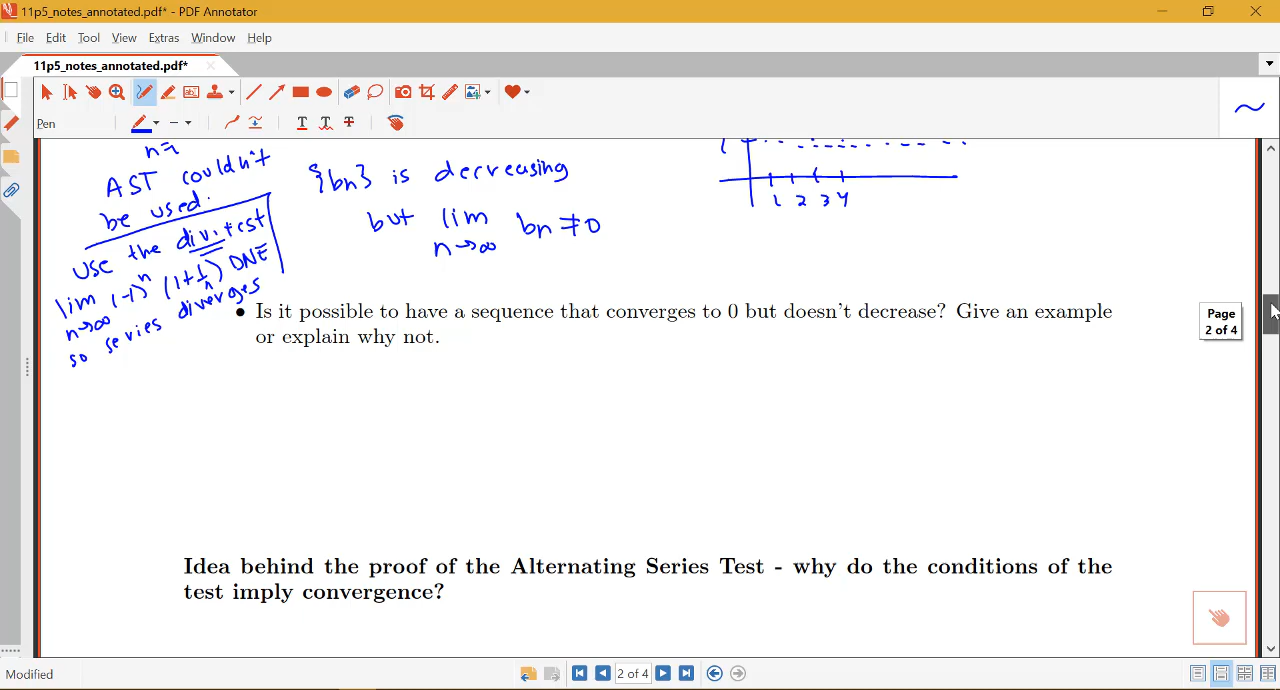 11p5_notes_annotated.pdf* - PDF Annotator
File Edit Tool View Extras Window Help
11p5_notes_annotated.pdf*
Pen
T T T
n=1
AST couldn't
be used.
Use the div. test
lim (-1)^n (1+1/n) DNE
n→∞
so series diverges
{bn} is decreasing
but lim bn ≠ 0
n→∞
1
1 2 3 4
• Is it possible to have a sequence that converges to 0 but doesn't decrease? Give an example
or explain why not.
Page
2 of 4
Idea behind the proof of the Alternating Series Test - why do the conditions of the
test imply convergence?
Modified
2 of 4